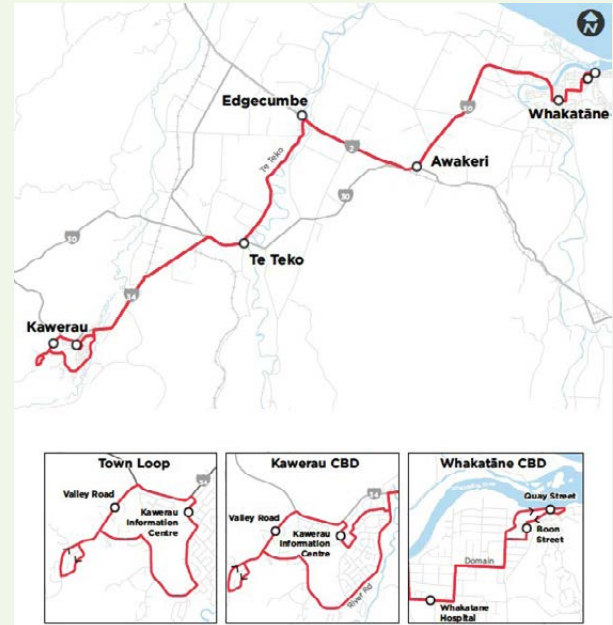 N
Edgecumbe
Whakatāne
30
2
Te Teko
Awakeri
30
30
Te Teko
34
Kawerau
Town Loop
34
Valley Road
Kawerau
Information
Centre
Kawerau CBD
34
Valley Road
Kawerau
Information
Centre
River Rd
Whakatāne CBD
Quay Street
Boon
Street
Domain
Whakatane
Hospital